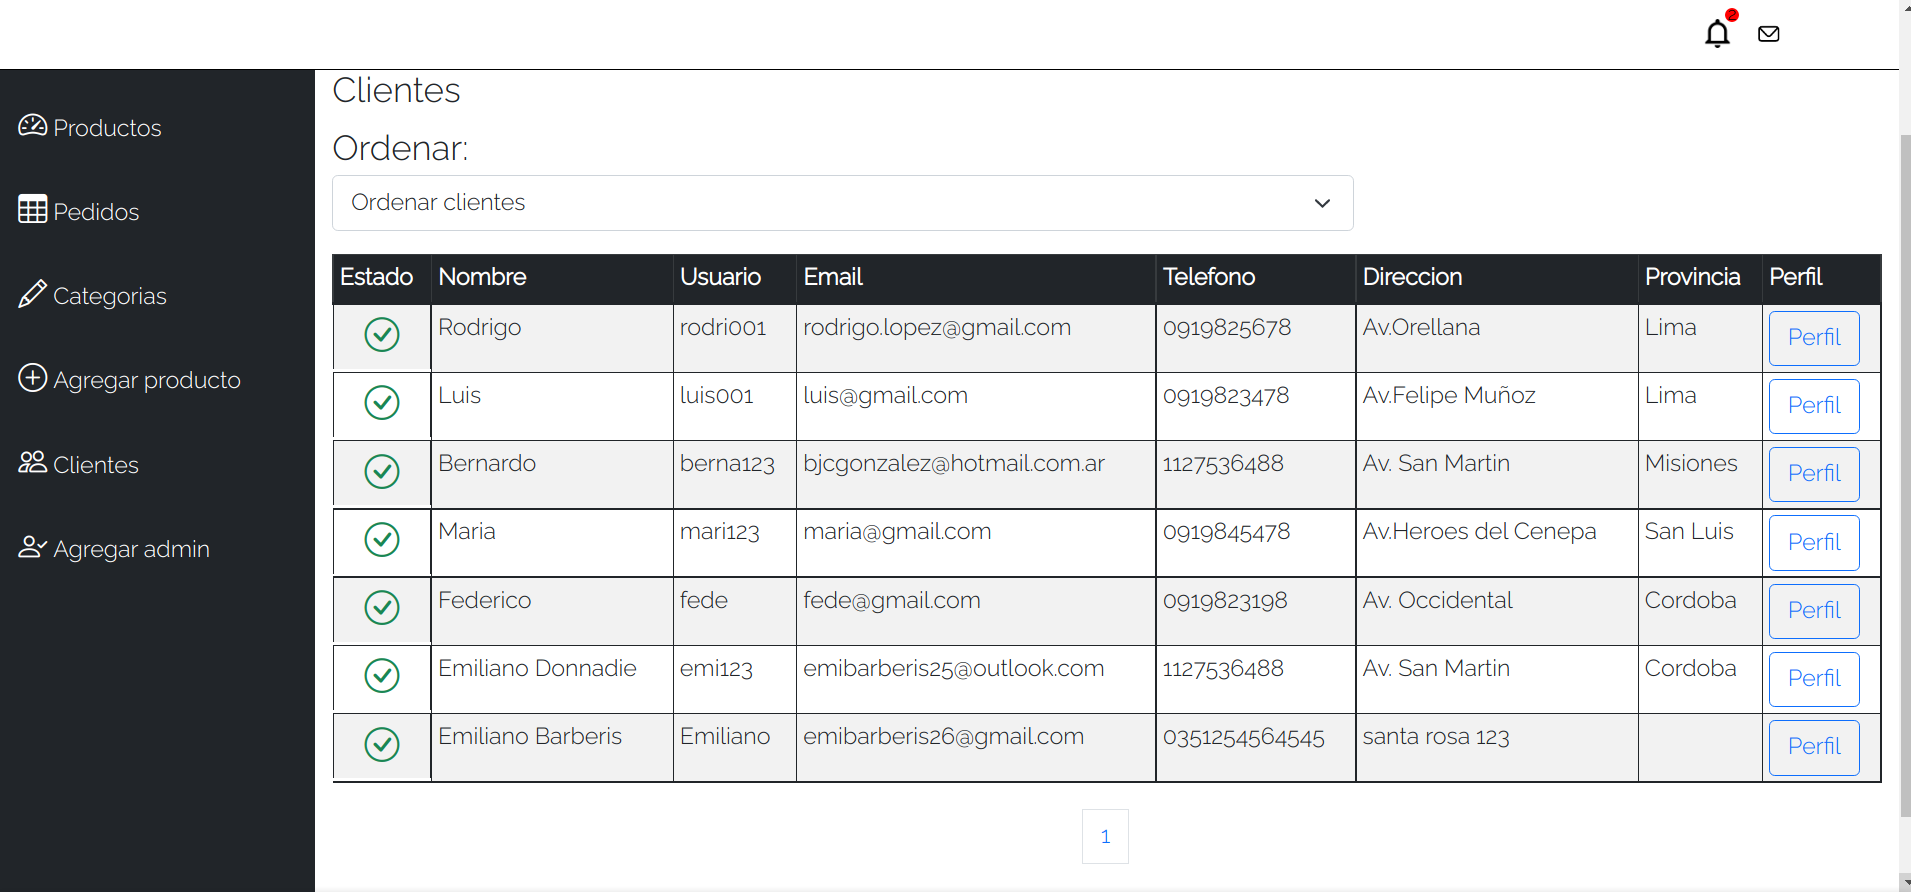 2
Productos
Pedidos
Categorias
Agregar producto
Clientes
Agregar admin
Clientes
Ordenar:
Ordenar clientes
Estado Nombre Usuario Email Telefono Direccion Provincia Perfil
Rodrigo rodri001 rodrigo.lopez@gmail.com 0919825678 Av.Orellana Lima Perfil
Luis luis001 luis@gmail.com 0919823478 Av.Felipe Muñoz Lima Perfil
Bernardo berna123 bjcgonzalez@hotmail.com.ar 1127536488 Av. San Martin Misiones Perfil
Maria mari123 maria@gmail.com 0919845478 Av.Heroes del Cenepa San Luis Perfil
Federico fede fede@gmail.com 0919823198 Av. Occidental Cordoba Perfil
Emiliano Donnadie emi123 emibarberis25@outlook.com 1127536488 Av. San Martin Cordoba Perfil
Emiliano Barberis Emiliano emibarberis26@gmail.com 0351254564545 santa rosa 123 Perfil
1